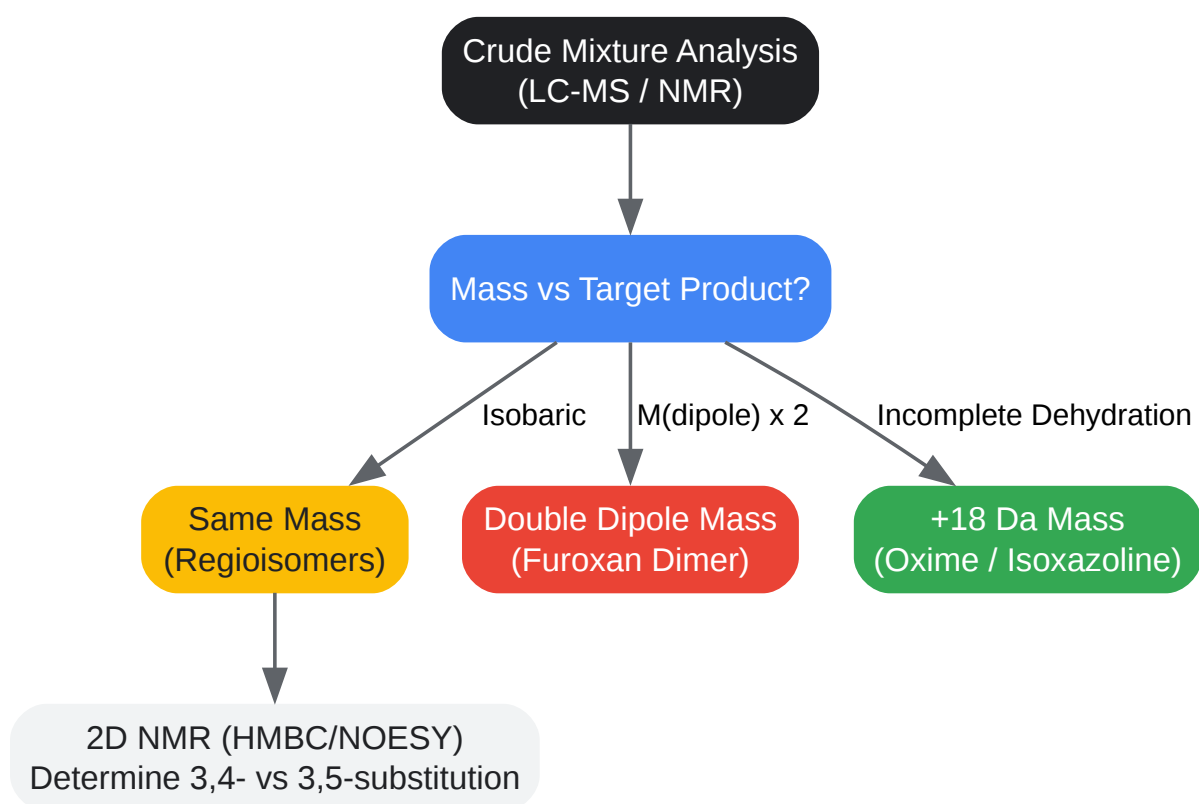 Crude Mixture Analysis
(LC-MS / NMR)
Mass vs Target Product?
Isobaric
M(dipole) x 2
Incomplete Dehydration
Same Mass
(Regioisomers)
Double Dipole Mass
(Furoxan Dimer)
+18 Da Mass
(Oxime / Isoxazoline)
2D NMR (HMBC/NOESY)
Determine 3,4- vs 3,5-substitution